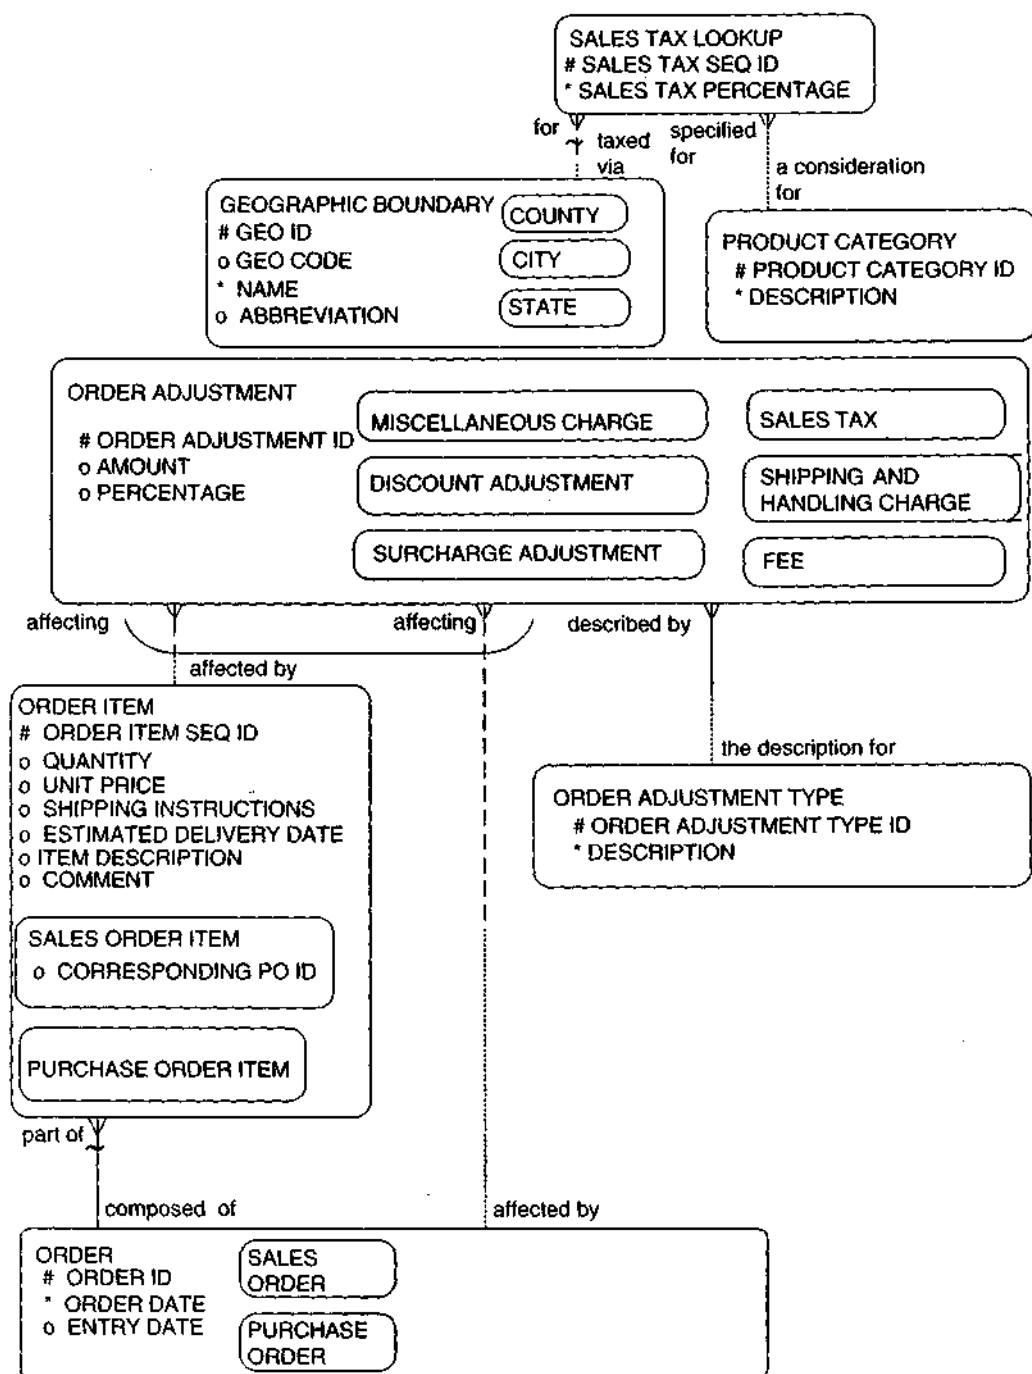 SALES TAX LOOKUP
# SALES TAX SEQ ID
* SALES TAX PERCENTAGE
for
taxed
via
specified
for
a consideration
for
GEOGRAPHIC BOUNDARY
# GEO ID
o GEO CODE
* NAME
o ABBREVIATION
COUNTY
CITY
STATE
PRODUCT CATEGORY
# PRODUCT CATEGORY ID
* DESCRIPTION
ORDER ADJUSTMENT
# ORDER ADJUSTMENT ID
o AMOUNT
o PERCENTAGE
MISCELLANEOUS CHARGE
DISCOUNT ADJUSTMENT
SURCHARGE ADJUSTMENT
SALES TAX
SHIPPING AND
HANDLING CHARGE
FEE
affecting
affecting
described by
affected by
ORDER ITEM
# ORDER ITEM SEQ ID
o QUANTITY
o UNIT PRICE
o SHIPPING INSTRUCTIONS
o ESTIMATED DELIVERY DATE
o ITEM DESCRIPTION
o COMMENT
SALES ORDER ITEM
o CORRESPONDING PO ID
PURCHASE ORDER ITEM
the description for
ORDER ADJUSTMENT TYPE
# ORDER ADJUSTMENT TYPE ID
* DESCRIPTION
part of
composed of
affected by
ORDER
# ORDER ID
* ORDER DATE
o ENTRY DATE
SALES
ORDER
PURCHASE
ORDER